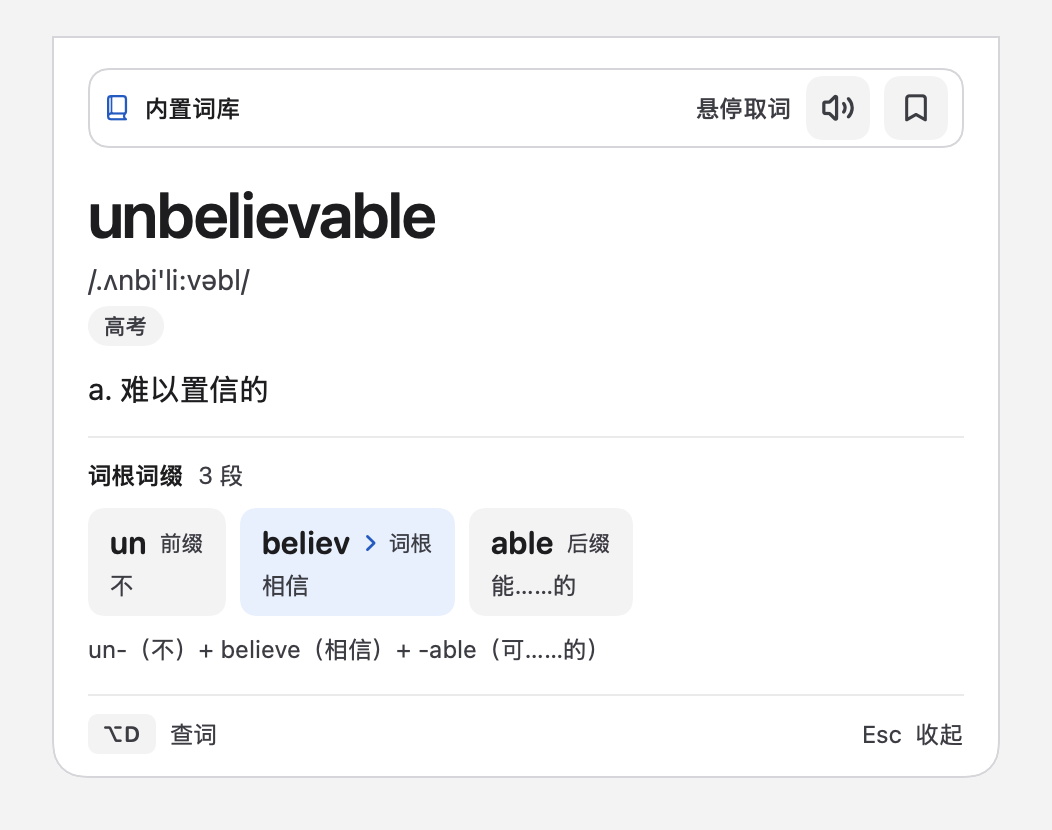 内置词库 悬停取词
unbelievable
/.ʌnbi'li:vəbl/
高考
a. 难以置信的
词根词缀 3 段
un 前缀 believ > 词根 able 后缀
不 相信 能……的
un-（不）+ believe（相信）+ -able（可……的）
⌥D 查词 Esc 收起